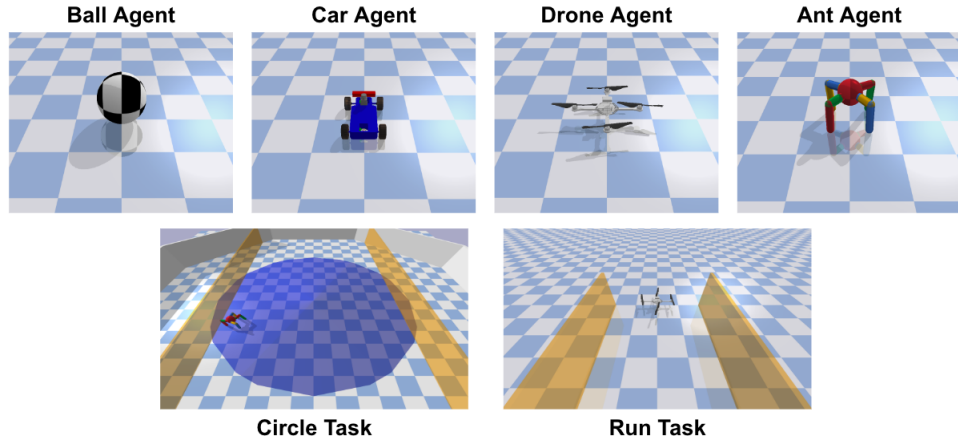 Ball Agent
Car Agent
Drone Agent
Ant Agent
Circle Task
Run Task